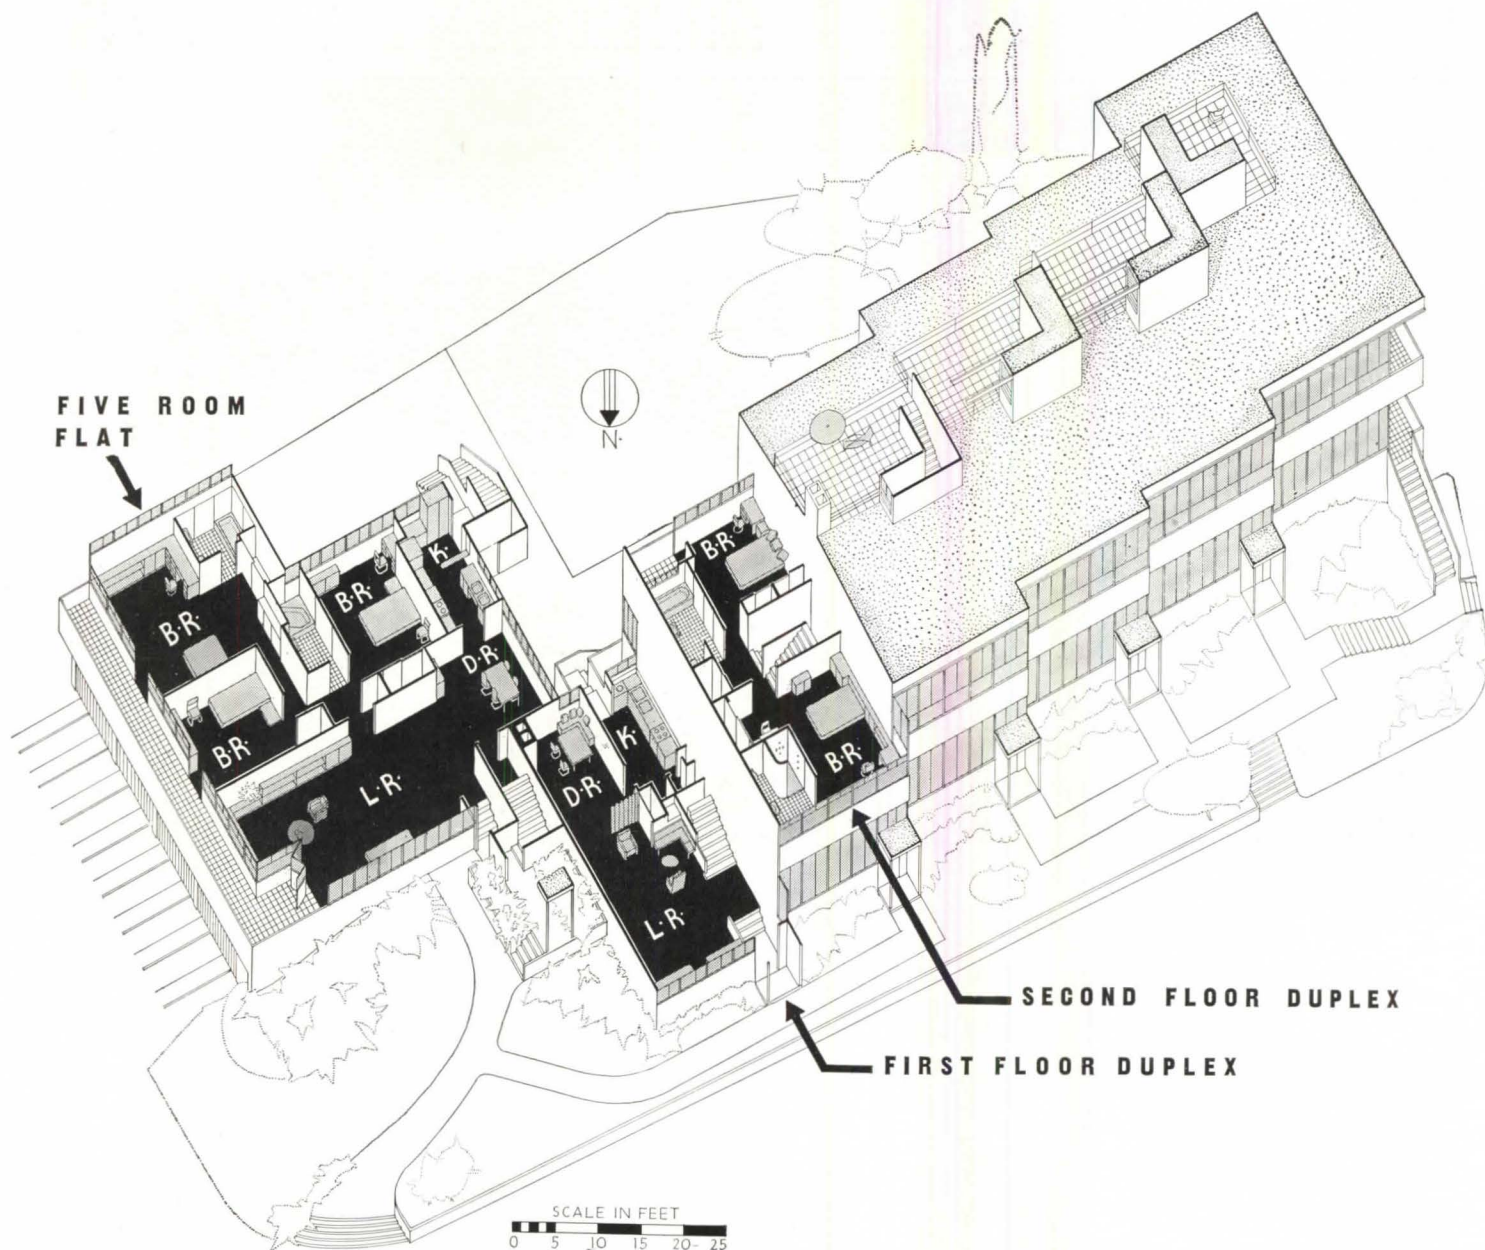 FIVE ROOM
FLAT
N.
B.R.
B.R.
K.
B.R.
D.R.
B.R.
L.R.
K.
D.R.
B.R.
L.R.
SECOND FLOOR DUPLEX
FIRST FLOOR DUPLEX
SCALE IN FEET
0 5 10 15 20 25